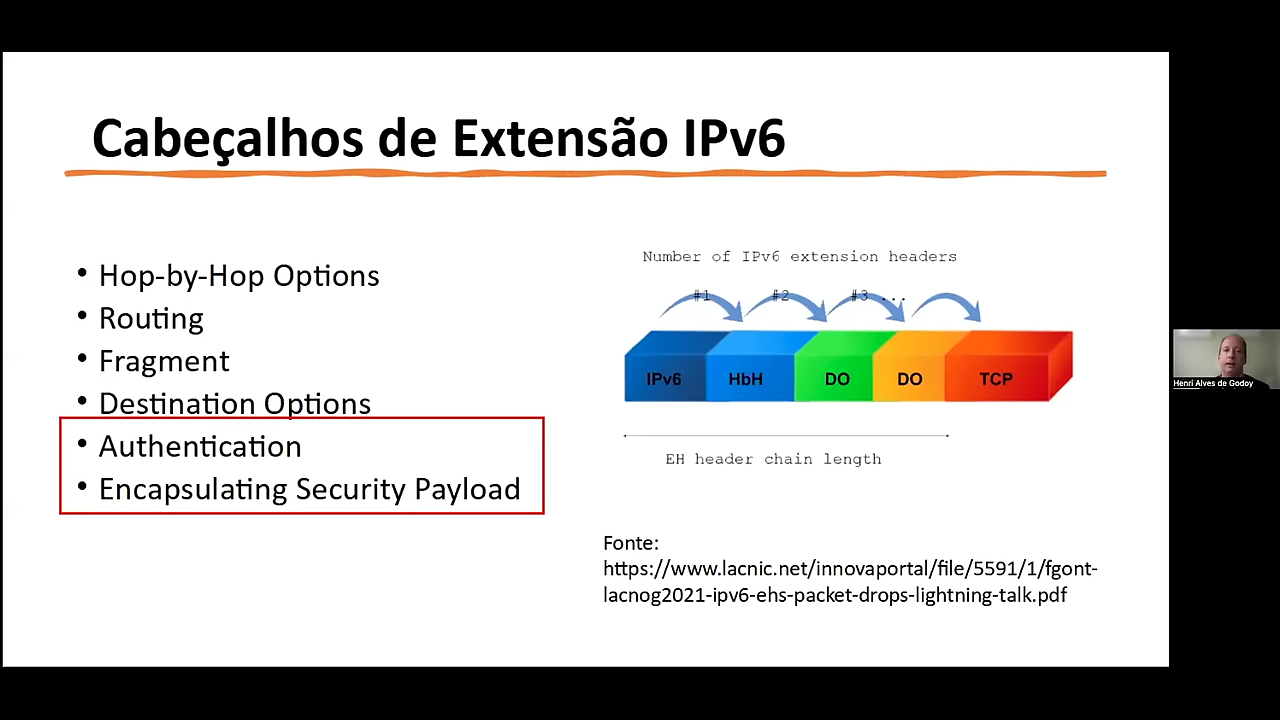 Cabeçalhos de Extensão IPv6
• Hop-by-Hop Options
• Routing
• Fragment
• Destination Options
• Authentication
• Encapsulating Security Payload
Number of IPv6 extension headers
#1 #2 #3 ...
IPv6 HbH DO DO TCP
EH header chain length
Fonte:
https://www.lacnic.net/innovaportal/file/5591/1/fgont-
lacnog2021-ipv6-ehs-packet-drops-lightning-talk.pdf
Henri Alves de Godoy